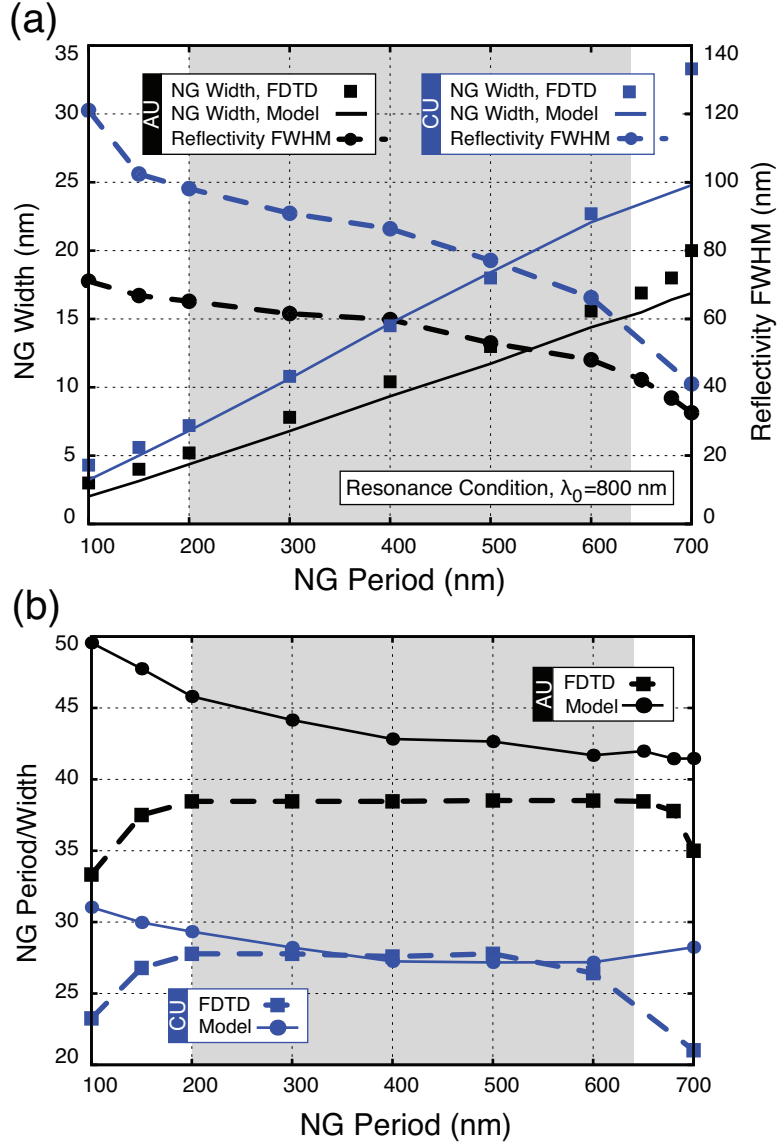 (a)
35
30
25
20
15
10
5
0
NG Width (nm)
140
120
100
80
60
40
20
0
Reflectivity FWHM (nm)
AU
NG Width, FDTD
NG Width, Model
Reflectivity FWHM
CU
NG Width, FDTD
NG Width, Model
Reflectivity FWHM
Resonance Condition, λ₀=800 nm
100 200 300 400 500 600 700
NG Period (nm)
(b)
50
45
40
35
30
25
20
NG Period/Width
AU
FDTD
Model
CU
FDTD
Model
100 200 300 400 500 600 700
NG Period (nm)